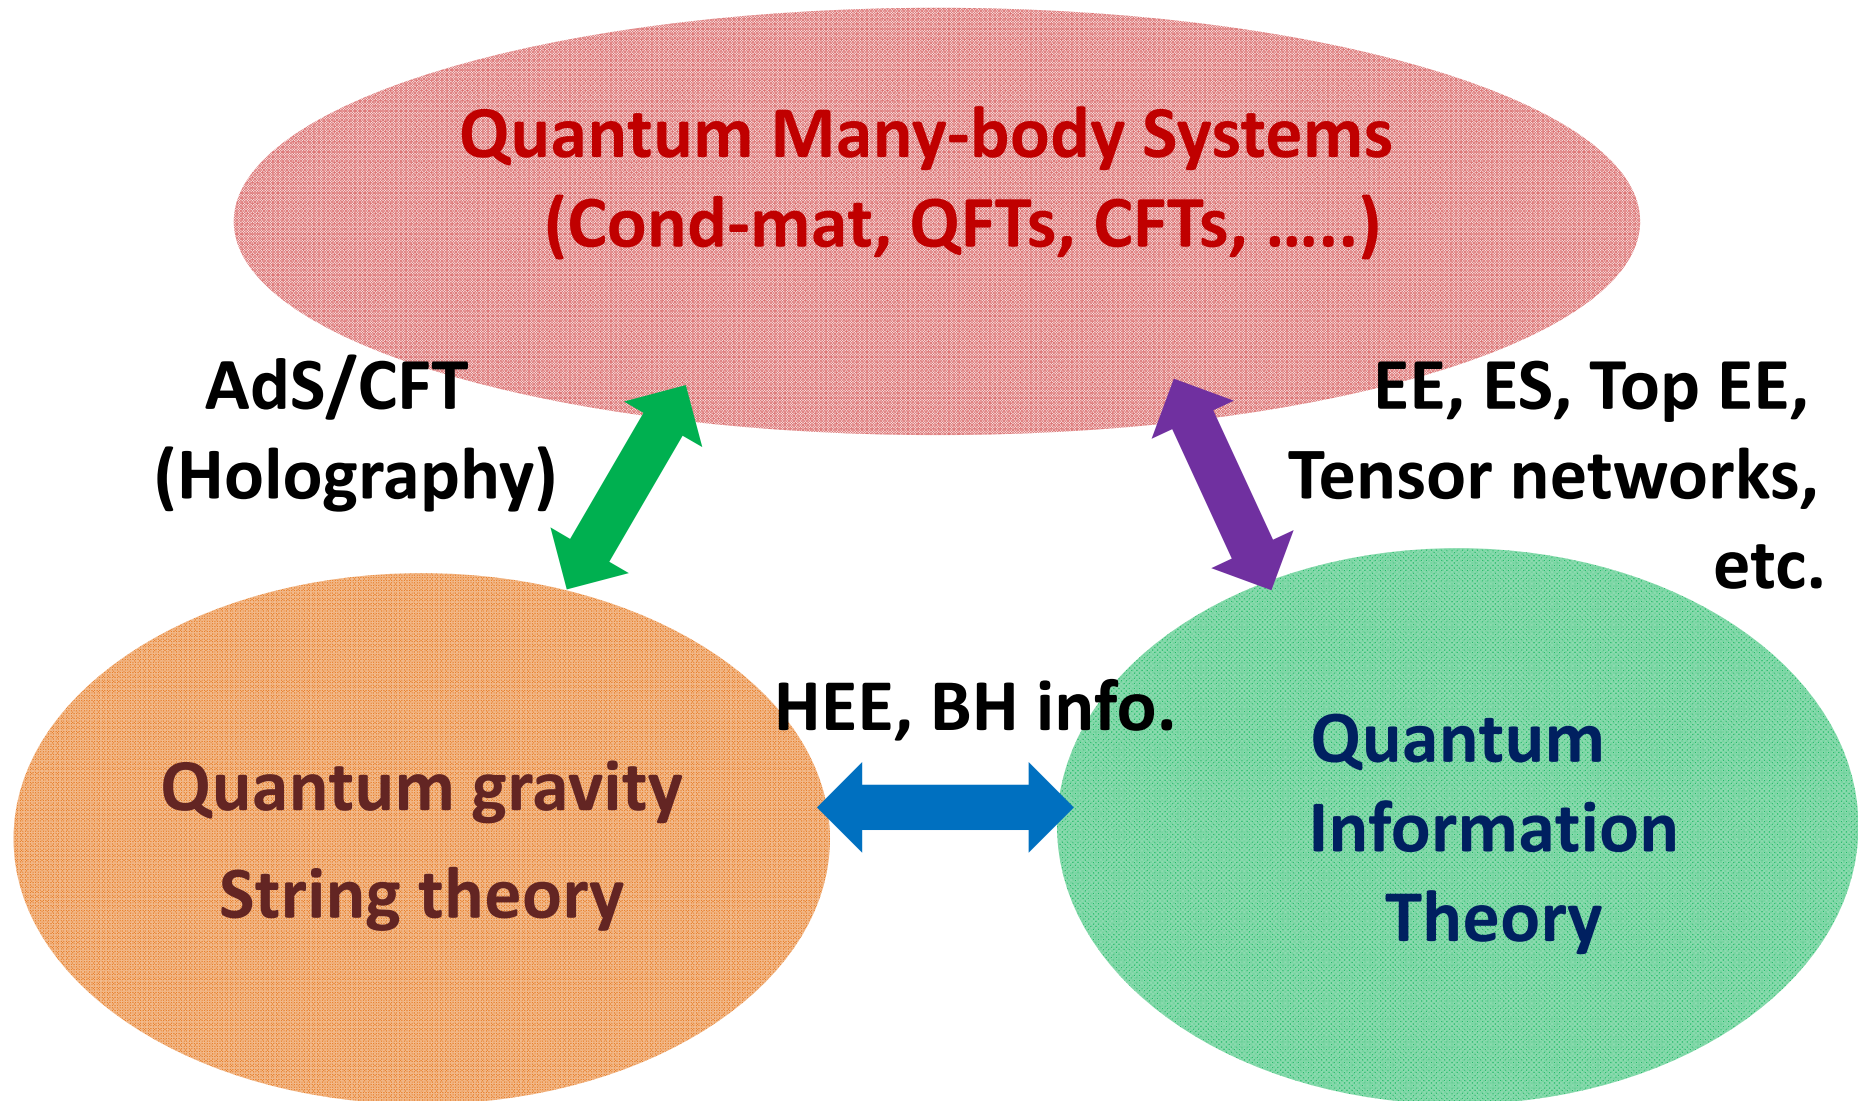 Quantum Many-body Systems
(Cond-mat, QFTs, CFTs, …..)
AdS/CFT
(Holography)
EE, ES, Top EE,
Tensor networks,
etc.
HEE, BH info.
Quantum gravity
String theory
Quantum
Information
Theory